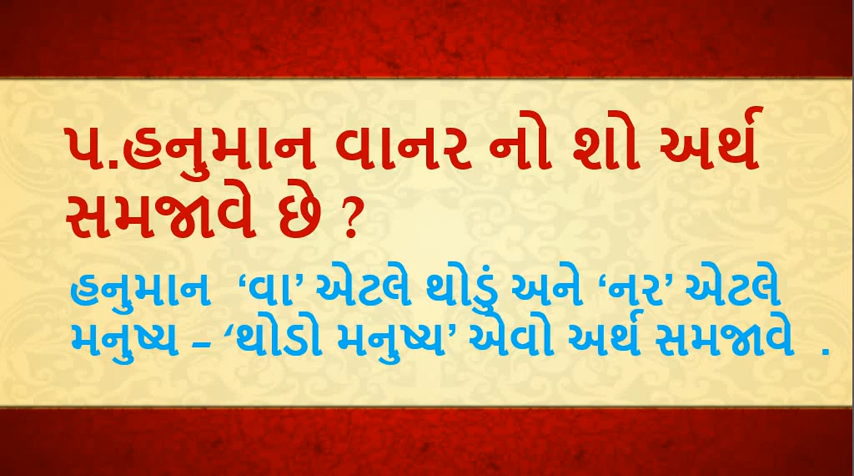 ૫.હનુમાન વાનર નો શો અર્થ
સમજાવે છે ?
હનુમાન ‘વા’ એટલે થોડું અને ‘નર’ એટલે
મનુષ્ય – ‘થોડો મનુષ્ય’ એવો અર્થ સમજાવે .